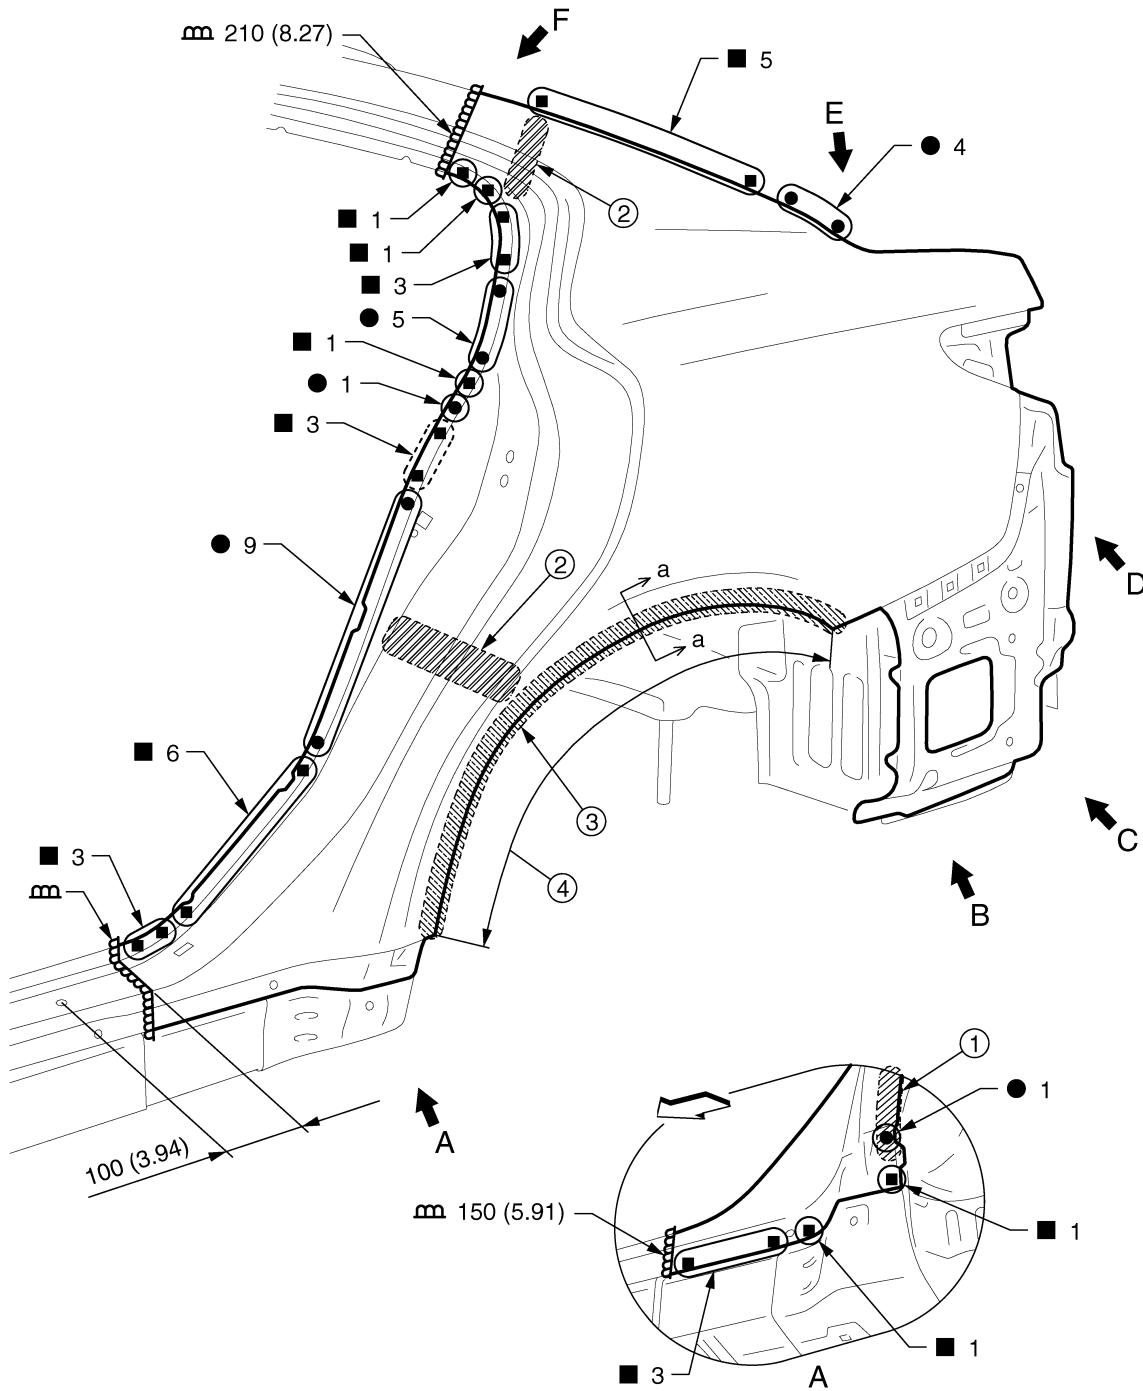 F
210 (8.27)
■ 5
E
● 4
②
■ 1
■ 1
■ 3
● 5
■ 1
● 1
■ 3
● 9
②
a
a
D
■ 6
③
C
■ 3
④
B
A
100 (3.94)
①
● 1
150 (5.91)
■ 1
■ 1
■ 3
A